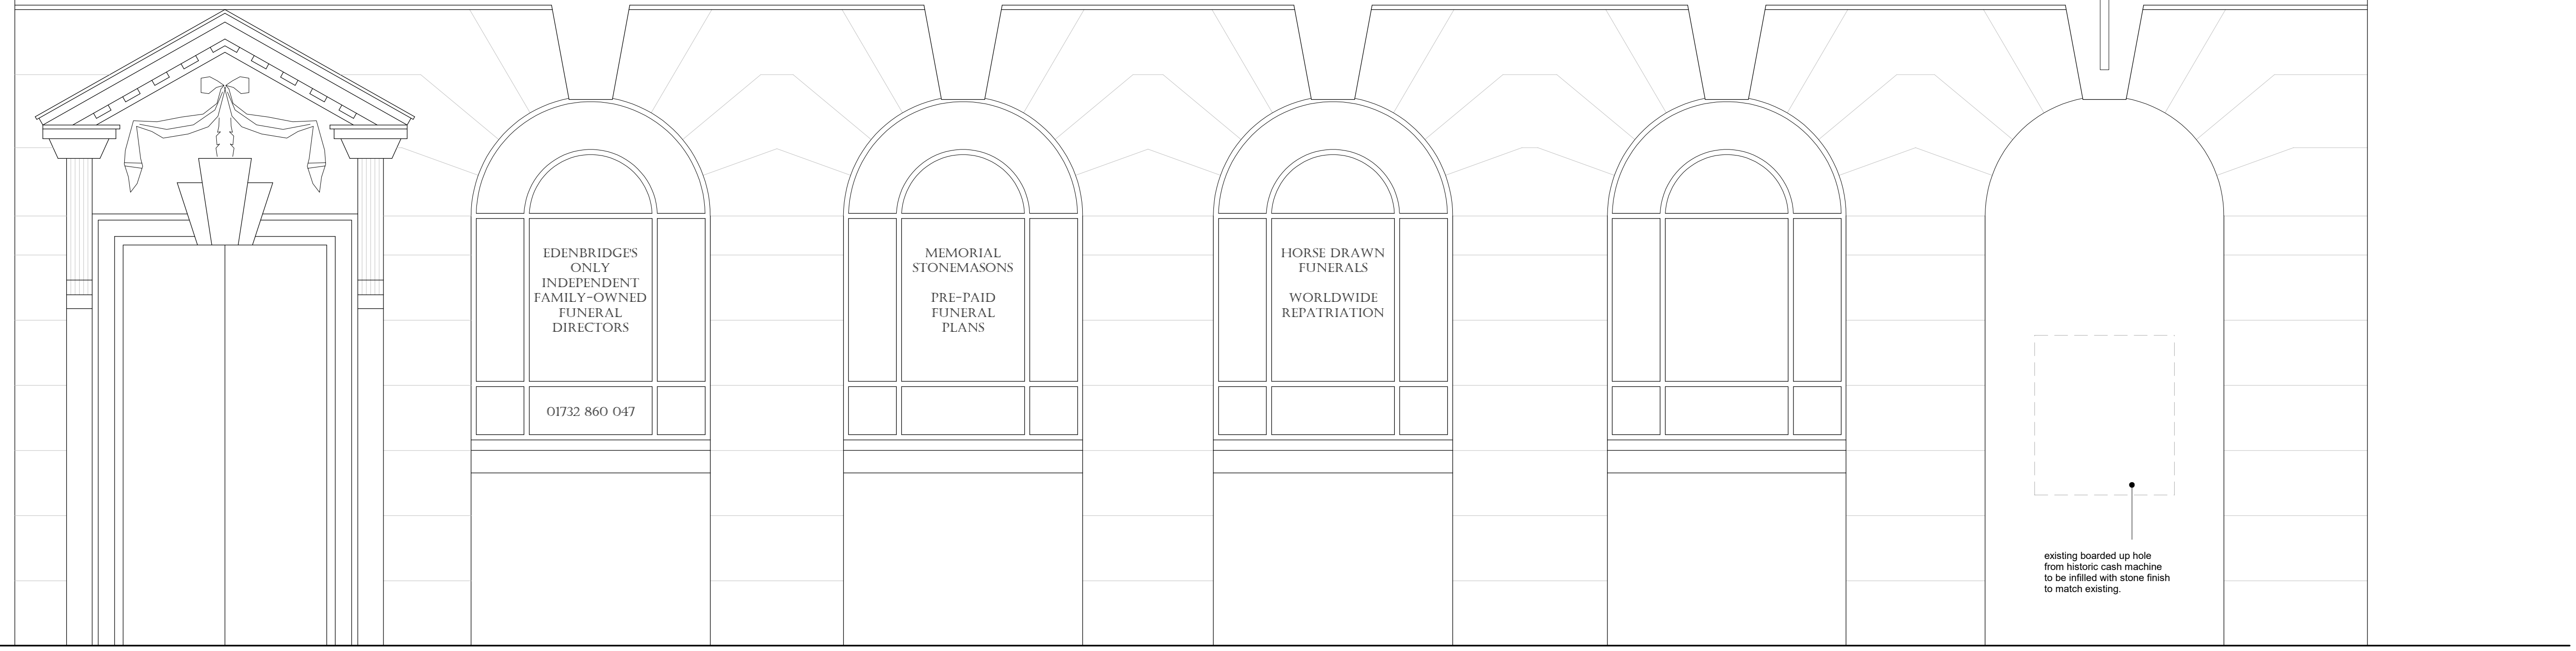 EDENBRIDGE'S
ONLY
INDEPENDENT
FAMILY-OWNED
FUNERAL
DIRECTORS
01732 860 047
MEMORIAL
STONEMASONS
PRE-PAID
FUNERAL
PLANS
HORSE DRAWN
FUNERALS
WORLDWIDE
REPATRIATION
existing boarded up hole
from historic cash machine
to be infilled with stone finish
to match existing.